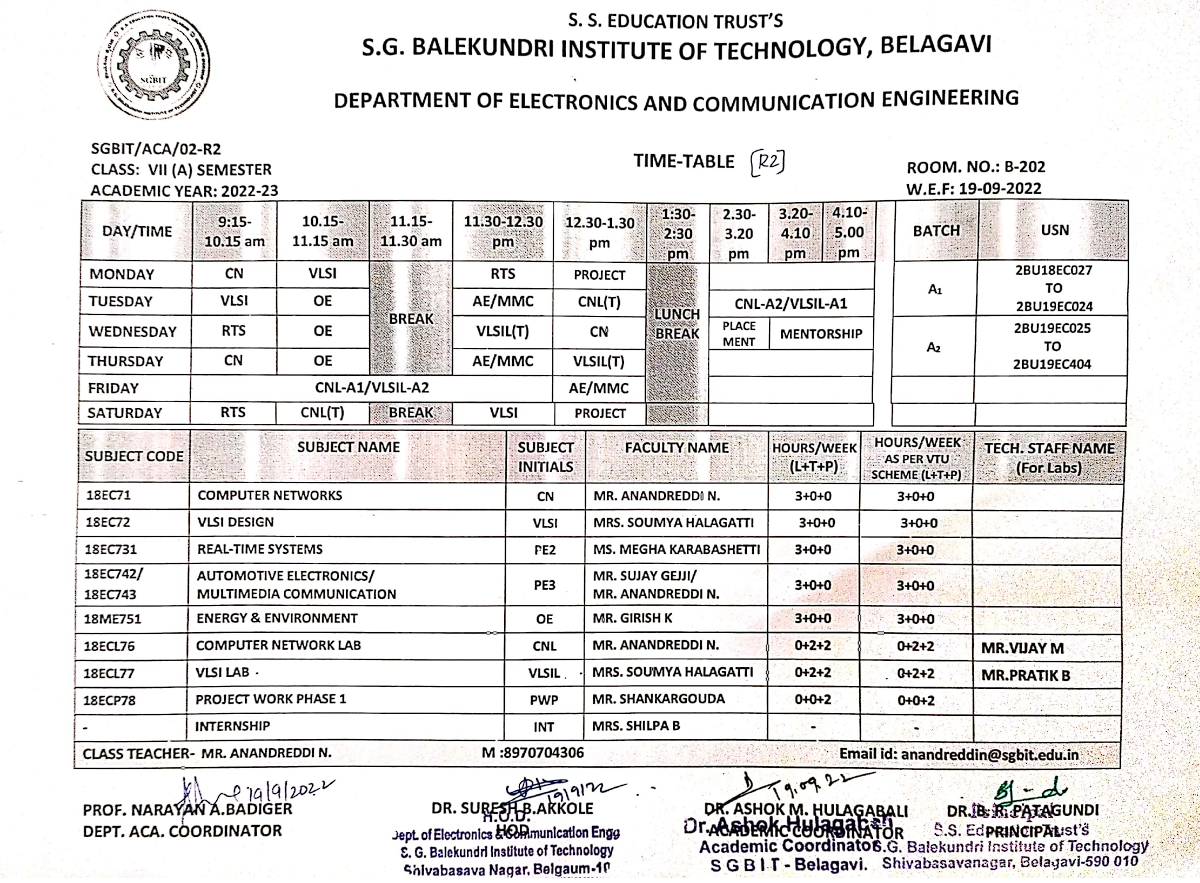 S. S. EDUCATION TRUST'S
S.G. BALEKUNDRI INSTITUTE OF TECHNOLOGY, BELAGAVI
SGBIT
DEPARTMENT OF ELECTRONICS AND COMMUNICATION ENGINEERING
SGBIT/ACA/02-R2
CLASS: VII (A) SEMESTER
ACADEMIC YEAR: 2022-23
TIME-TABLE [R2]
ROOM. NO.: B-202
W.E.F: 19-09-2022
DAY/TIME 9:15-10.15 am 10.15-11.15 am 11.15-11.30 am 11.30-12.30 pm 12.30-1.30 pm 1:30-2:30 pm 2.30-3.20 pm 3.20-4.10 pm 4.10-5.00 pm BATCH USN
MONDAY CN VLSI BREAK RTS PROJECT LUNCH BREAK
TUESDAY VLSI OE AE/MMC CNL(T) CNL-A2/VLSIL-A1
WEDNESDAY RTS OE VLSIL(T) CN PLACE MENT MENTORSHIP
THURSDAY CN OE AE/MMC VLSIL(T)
FRIDAY CNL-A1/VLSIL-A2 AE/MMC
SATURDAY RTS CNL(T) BREAK VLSI PROJECT
A1 2BU18EC027 TO 2BU19EC024
A2 2BU19EC025 TO 2BU19EC404
SUBJECT CODE SUBJECT NAME SUBJECT INITIALS FACULTY NAME HOURS/WEEK (L+T+P) HOURS/WEEK AS PER VTU SCHEME (L+T+P) TECH. STAFF NAME (For Labs)
18EC71 COMPUTER NETWORKS CN MR. ANANDREDDI N. 3+0+0 3+0+0
18EC72 VLSI DESIGN VLSI MRS. SOUMYA HALAGATTI 3+0+0 3+0+0
18EC731 REAL-TIME SYSTEMS PE2 MS. MEGHA KARABASHETTI 3+0+0 3+0+0
18EC742/ 18EC743 AUTOMOTIVE ELECTRONICS/ MULTIMEDIA COMMUNICATION PE3 MR. SUJAY GEJJI/ MR. ANANDREDDI N. 3+0+0 3+0+0
18ME751 ENERGY & ENVIRONMENT OE MR. GIRISH K 3+0+0 3+0+0
18ECL76 COMPUTER NETWORK LAB CNL MR. ANANDREDDI N. 0+2+2 0+2+2 MR.VIJAY M
18ECL77 VLSI LAB VLSIL MRS. SOUMYA HALAGATTI 0+2+2 0+2+2 MR.PRATIK B
18ECP78 PROJECT WORK PHASE 1 PWP MR. SHANKARGOUDA 0+0+2 0+0+2
- INTERNSHIP INT MRS. SHILPA B - -
CLASS TEACHER- MR. ANANDREDDI N. M :8970704306 Email id: anandreddin@sgbit.edu.in
19/9/2022 19/9/22 19.09.22
PROF. NARAYAN A.BADIGER
DEPT. ACA. COORDINATOR
DR. SURESH B.AKKOLE
HOD
H.O.D.
Dept. of Electronics & Communication Engg
S. G. Balekundri Institute of Technology
Shivabasava Nagar, Belgaum-10
DR. ASHOK M. HULAGABALI
ACADEMIC COORDINATOR
Dr. Ashok Hulagabali
Academic Coordinator
S G B I T - Belagavi.
DR. B. R. PATAGUNDI
PRINCIPAL
Principal
S.S. Education Trust's
S.G. Balekundri Institute of Technology
Shivabasavanagar, Belagavi-590 010